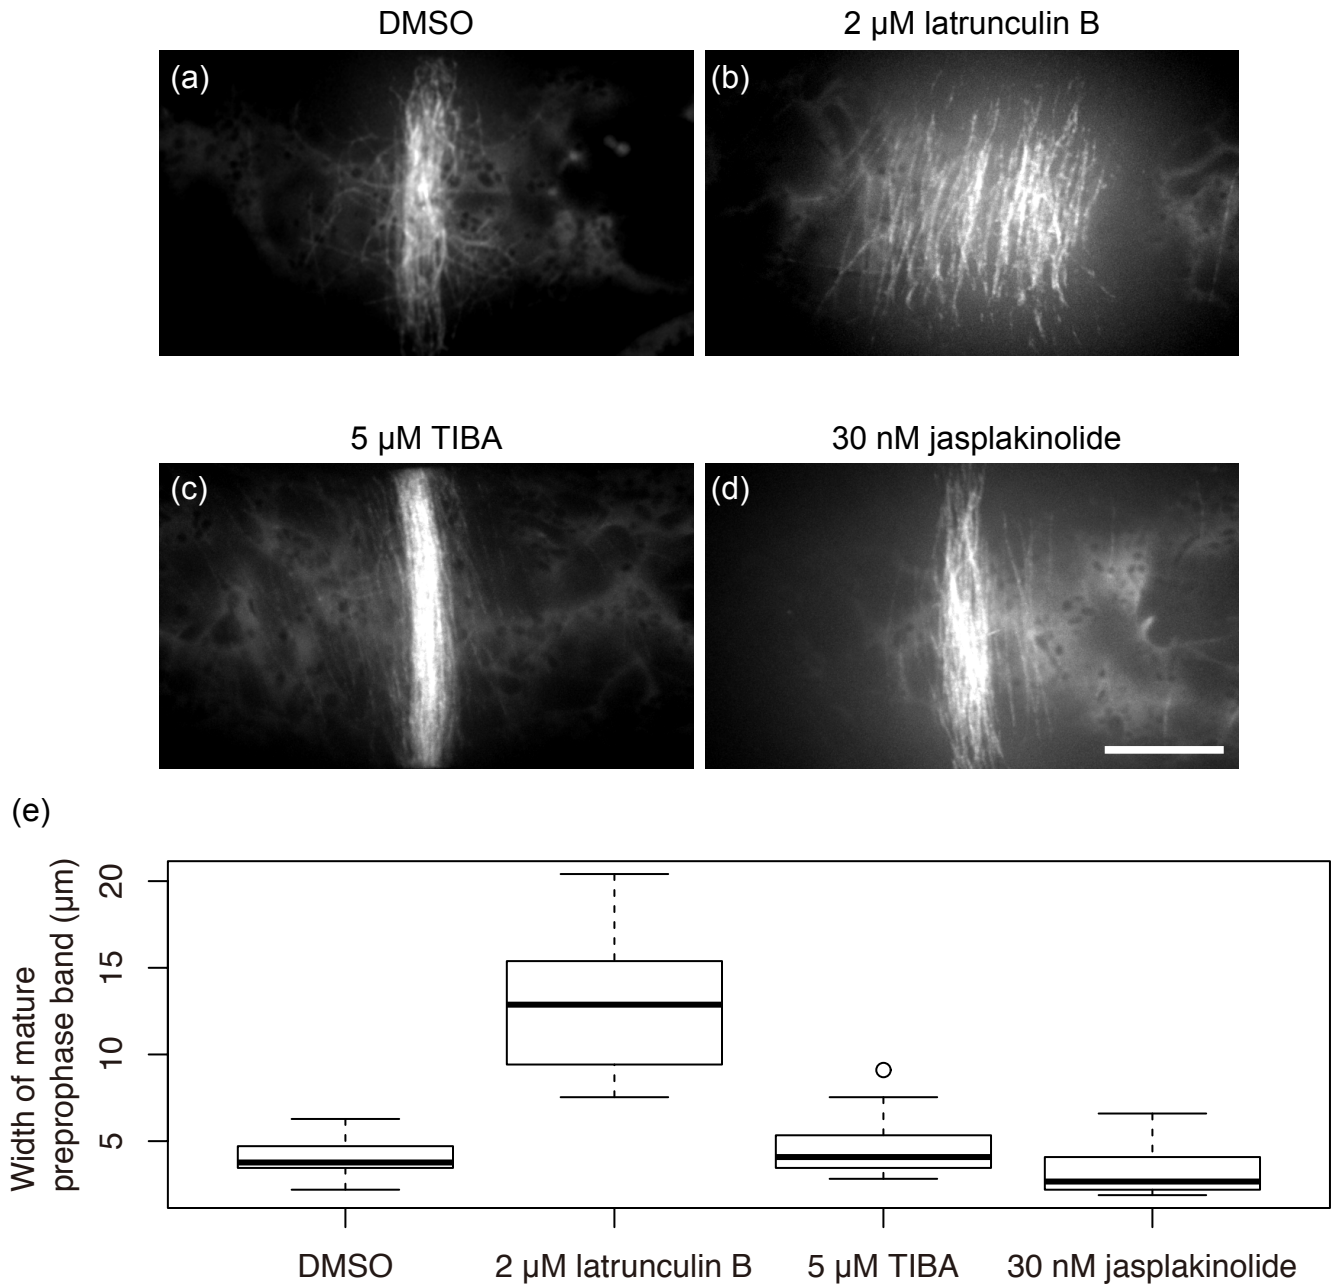 DMSO
2 µM latrunculin B
(a)
(b)
5 µM TIBA
30 nM jasplakinolide
(c)
(d)
(e)
Width of mature
preprophase band (µm)
20
15
10
5
DMSO
2 µM latrunculin B
5 µM TIBA
30 nM jasplakinolide